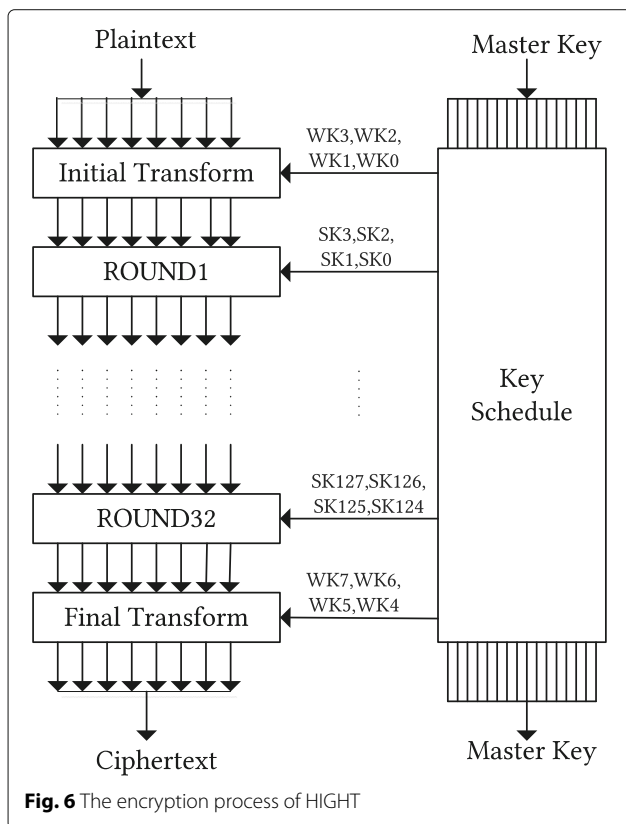 Plaintext
Master Key
WK3,WK2,
WK1,WK0
Initial Transform
SK3,SK2,
SK1,SK0
ROUND1
Key
Schedule
SK127,SK126,
SK125,SK124
ROUND32
WK7,WK6,
WK5,WK4
Final Transform
Ciphertext
Master Key
Fig. 6 The encryption process of HIGHT